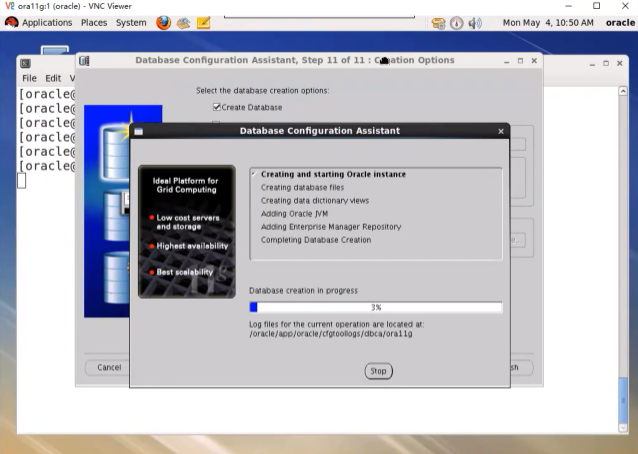 ora11g:1 (oracle) - VNC Viewer
Applications Places System
Mon May 4, 10:50 AM oracle
Database Configuration Assistant, Step 11 of 11 : Creation Options
File Edit V
[oracle@
[oracle@
[oracle@
[oracle@
[oracle@
[oracle@
Select the database creation options:
Create Database
Database Configuration Assistant
Ideal Platform for
Grid Computing
Low cost servers
and storage
Highest availability
Best scalability
Creating and starting Oracle instance
Creating database files
Creating data dictionary views
Adding Oracle JVM
Adding Enterprise Manager Repository
Completing Database Creation
Database creation in progress
3%
Log files for the current operation are located at:
/oracle/app/oracle/cfgtoollogs/dbca/ora11g
Stop
Cancel
sh